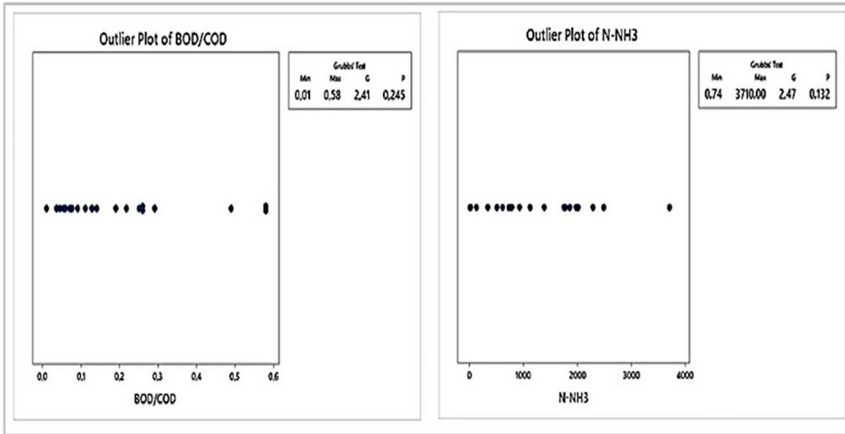 Outlier Plot of BOD/COD
Grubbs' Test
Min Max G P
0,01 0,58 2,41 0,245
0,0 0,1 0,2 0,3 0,4 0,5 0,6
BOD/COD
Outlier Plot of N-NH3
Grubbs' Test
Min Max G P
0,74 3710,00 2,47 0,132
0 1000 2000 3000 4000
N-NH3